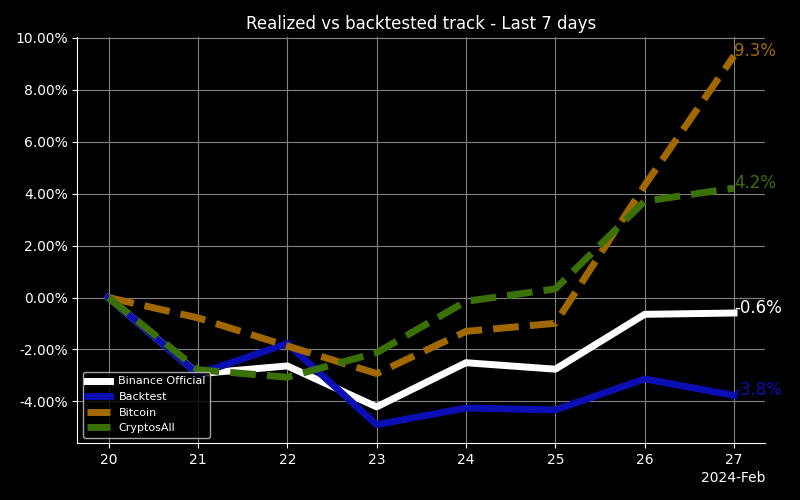 Realized vs backtested track - Last 7 days
10.00%
8.00%
6.00%
4.00%
2.00%
0.00%
-2.00%
-4.00%
9.3%
4.2%
-0.6%
-3.8%
Binance Official
Backtest
Bitcoin
CryptosAll
20 21 22 23 24 25 26 27
2024-Feb